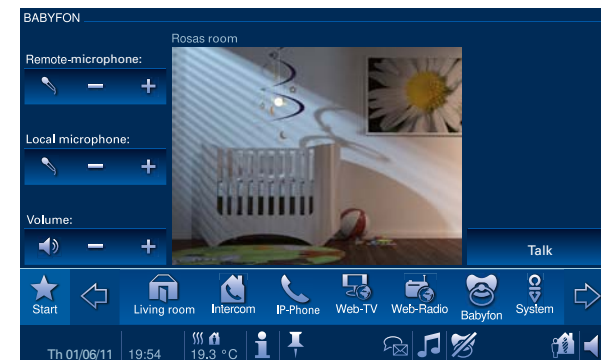 BABYFON
Rosas room
Remote-microphone:
Local microphone:
Volume:
Talk
Start
Living room
Intercom
IP-Phone
Web-TV
Web-Radio
Babyfon
System
Th 01/06/11 19:54 19.3 °C